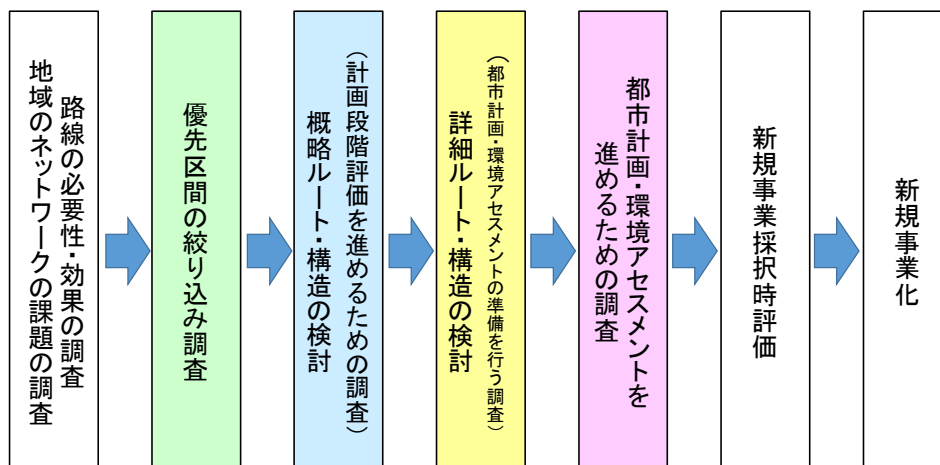 路線の必要性・効果の調査
地域のネットワークの課題の調査
優先区間の絞り込み調査
（計画段階評価を進めるための調査）
概略ルート・構造の検討
（都市計画・環境アセスメントの準備を行う調査）
詳細ルート・構造の検討
都市計画・環境アセスメントを
進めるための調査
新規事業採択時評価
新規事業化